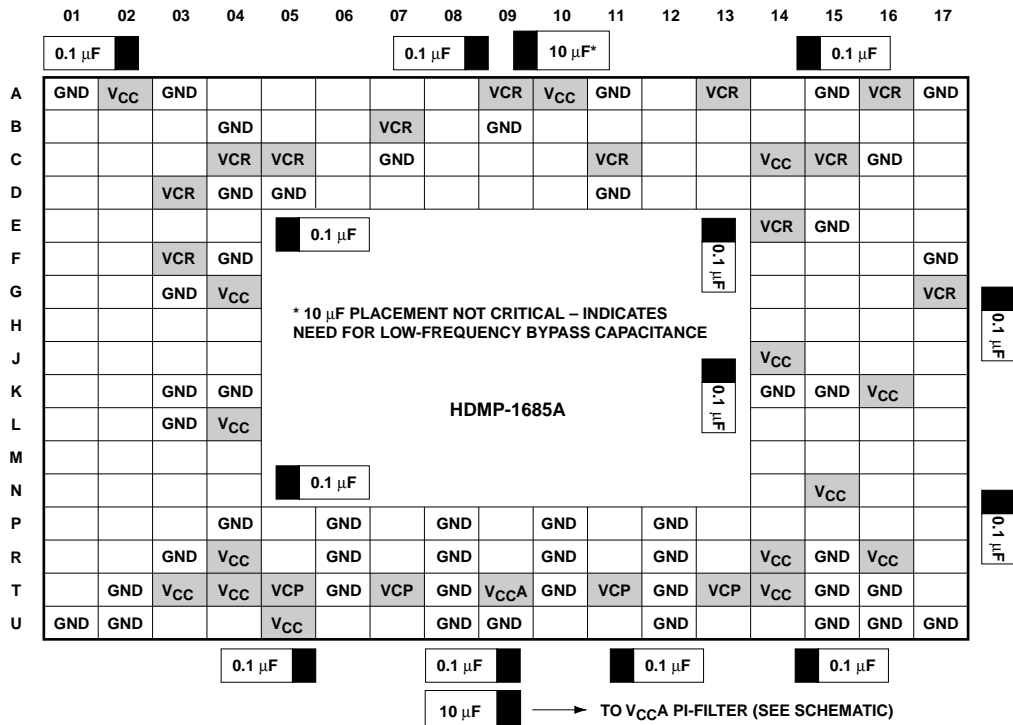 01 02 03 04 05 06 07 08 09 10 11 12 13 14 15 16 17
0.1 μF 0.1 μF 10 μF* 0.1 μF
A GND VCC GND VCR VCC GND VCR GND VCR GND
B GND VCR GND
C VCR VCR GND VCR VCC VCR GND
D VCR GND GND GND
E 0.1 μF 0.1 μF VCR GND
F VCR GND GND
G GND VCC VCR
* 10 μF PLACEMENT NOT CRITICAL – INDICATES
NEED FOR LOW-FREQUENCY BYPASS CAPACITANCE
0.1 μF
H
J VCC
K GND GND GND GND VCC
HDMP-1685A
0.1 μF
L GND VCC
M
N 0.1 μF VCC
0.1 μF
P GND GND GND GND GND
R GND VCC GND GND GND GND VCC GND VCC
T GND VCC VCC VCP GND VCP GND VCCA GND VCP GND VCP VCC GND GND
U GND GND VCC GND GND GND GND GND GND
0.1 μF 0.1 μF 0.1 μF 0.1 μF
10 μF TO VCCA PI-FILTER (SEE SCHEMATIC)